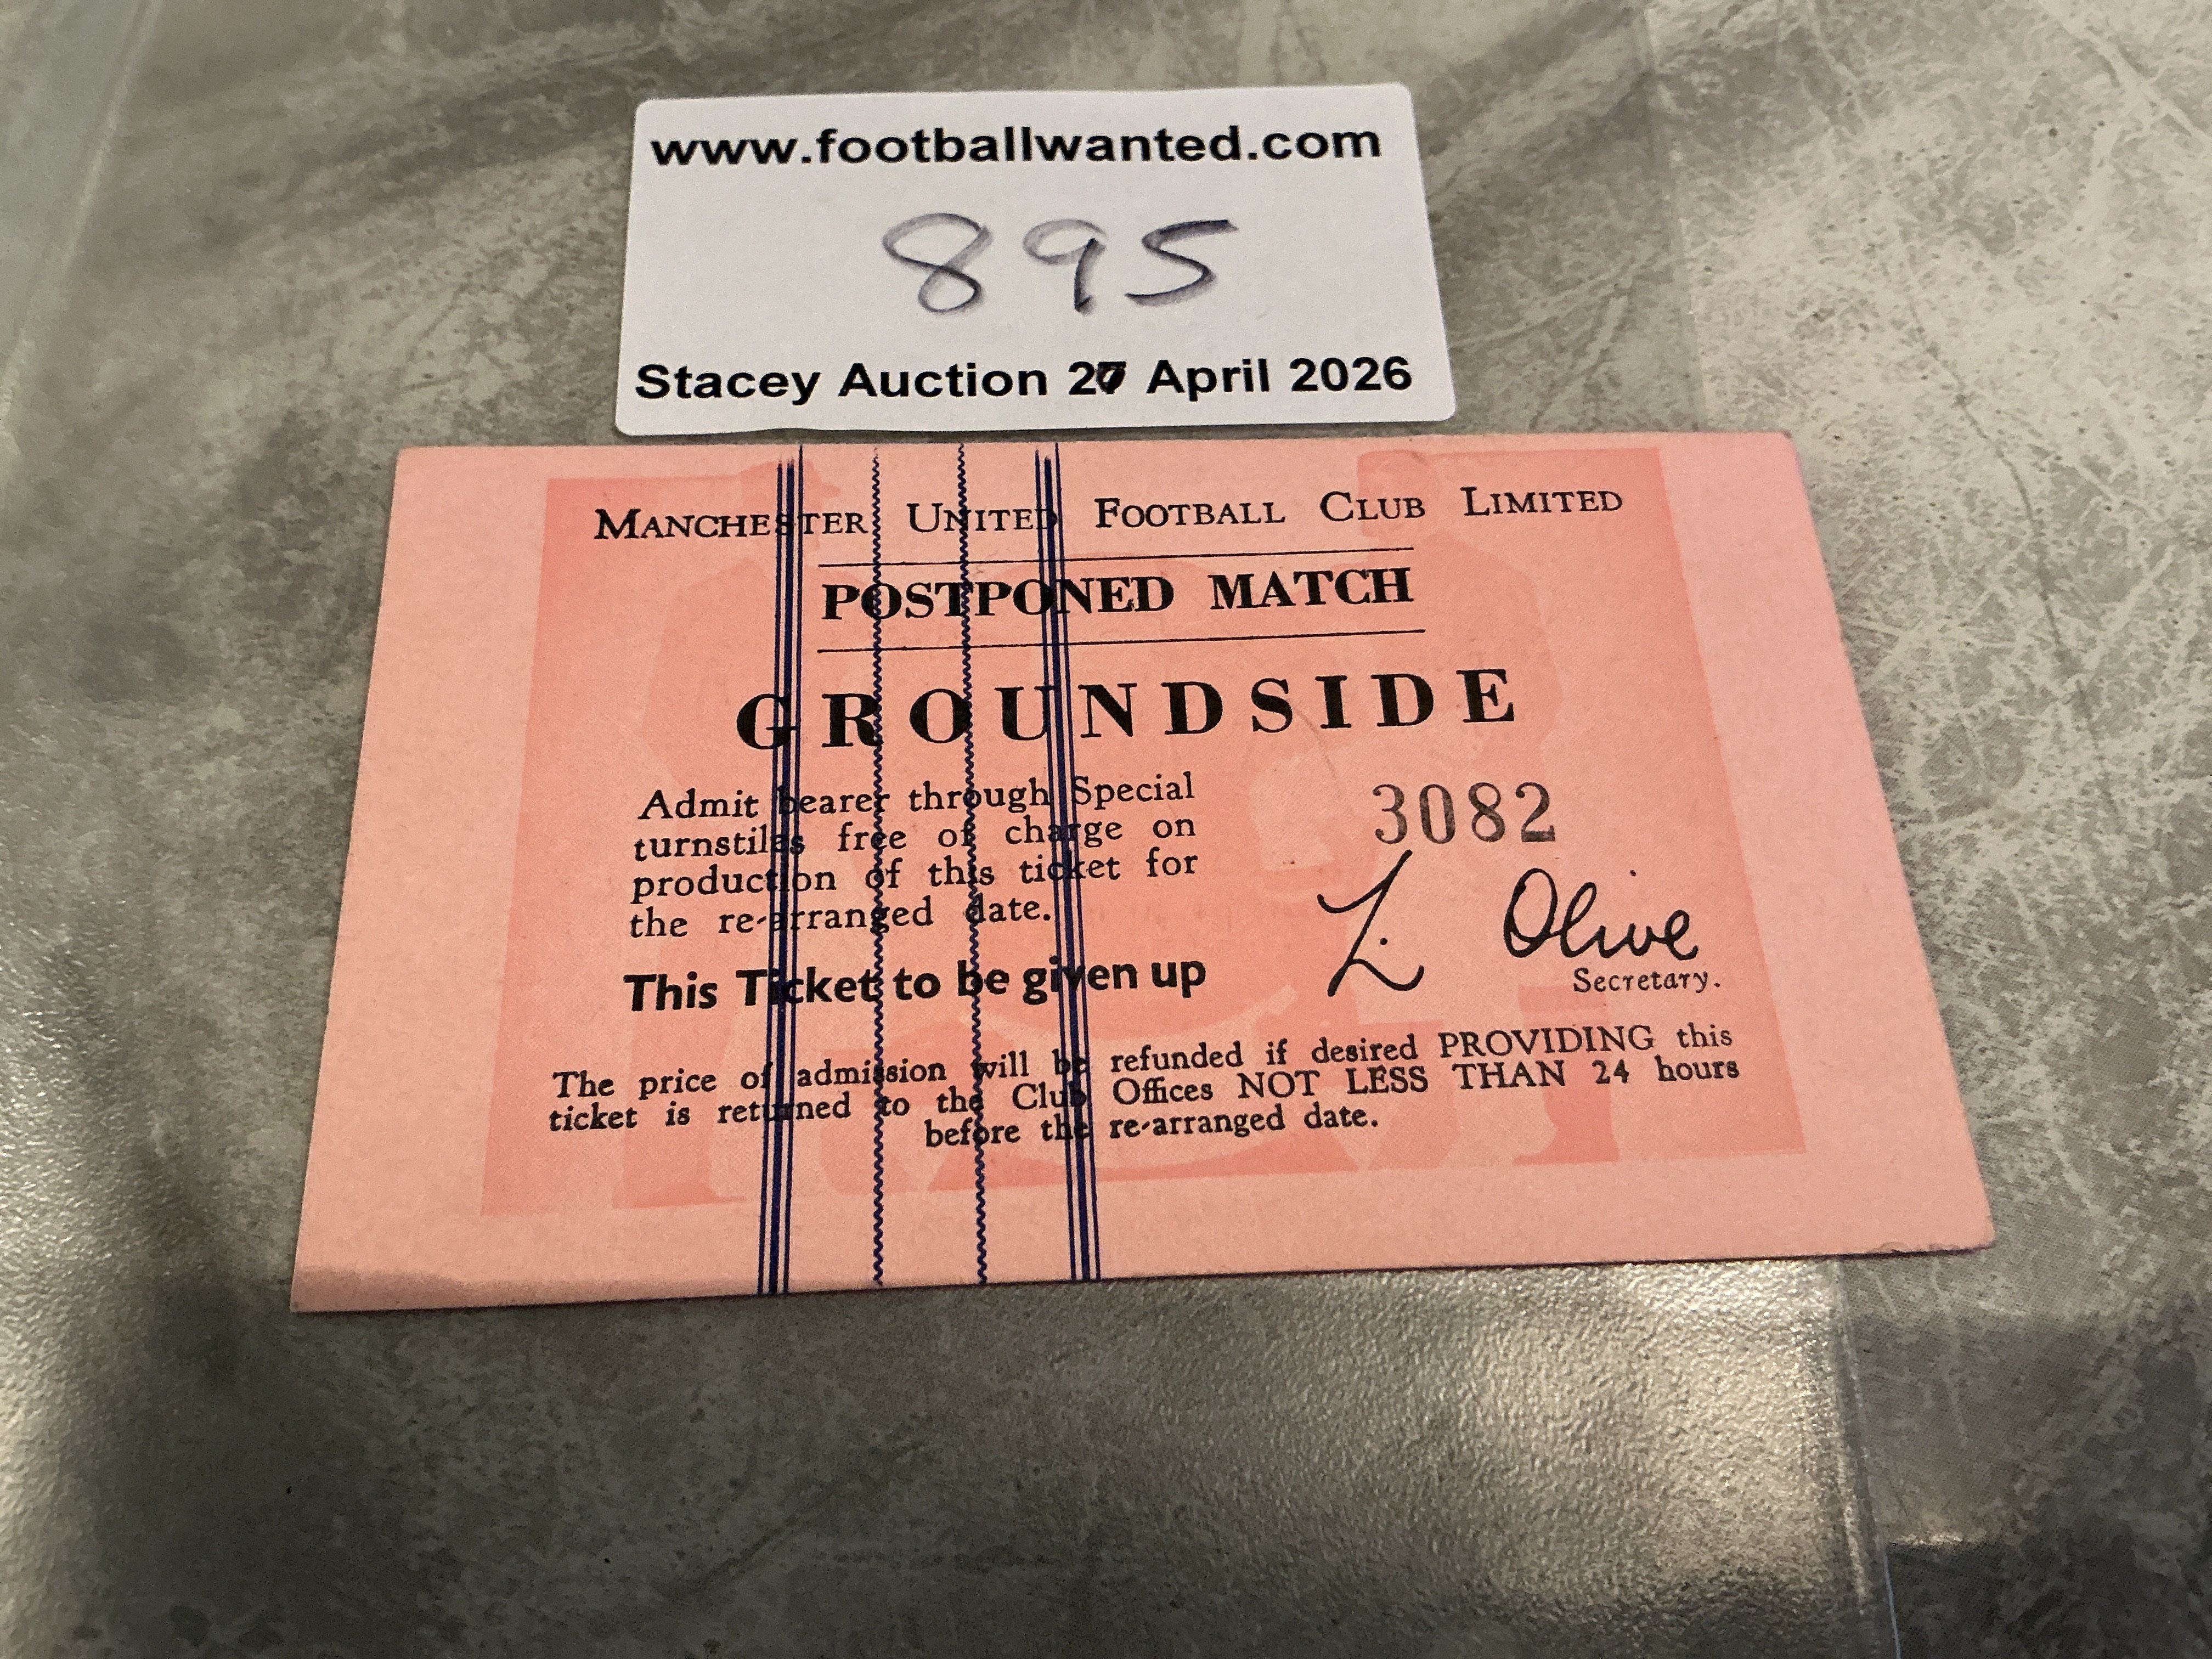 www.footballwanted.com
895
Stacey Auction 27 April 2026
MANCHESTER UNITED FOOTBALL CLUB LIMITED
POSTPONED MATCH
GROUNDSIDE
Admit bearer through Special
turnstiles free of charge on
production of this ticket for
the re-arranged date.
3082
L. Olive
Secretary.
This Ticket to be given up
The price of admission will be refunded if desired PROVIDING this
ticket is returned to the Club Offices NOT LESS THAN 24 hours
before the re-arranged date.